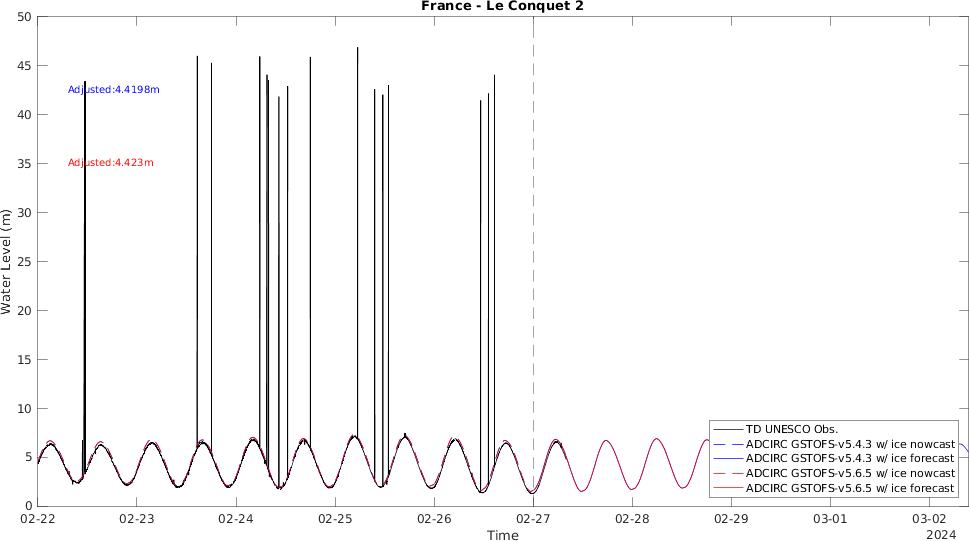 France - Le Conquet 2
50
45
40
35
30
25
20
15
10
5
0
Water Level (m)
Adjusted:4.4198m
Adjusted:4.423m
TD UNESCO Obs.
ADCIRC GSTOFS-v5.4.3 w/ ice nowcast
ADCIRC GSTOFS-v5.4.3 w/ ice forecast
ADCIRC GSTOFS-v5.6.5 w/ ice nowcast
ADCIRC GSTOFS-v5.6.5 w/ ice forecast
02-22 02-23 02-24 02-25 02-26 02-27 02-28 02-29 03-01 03-02
2024
Time